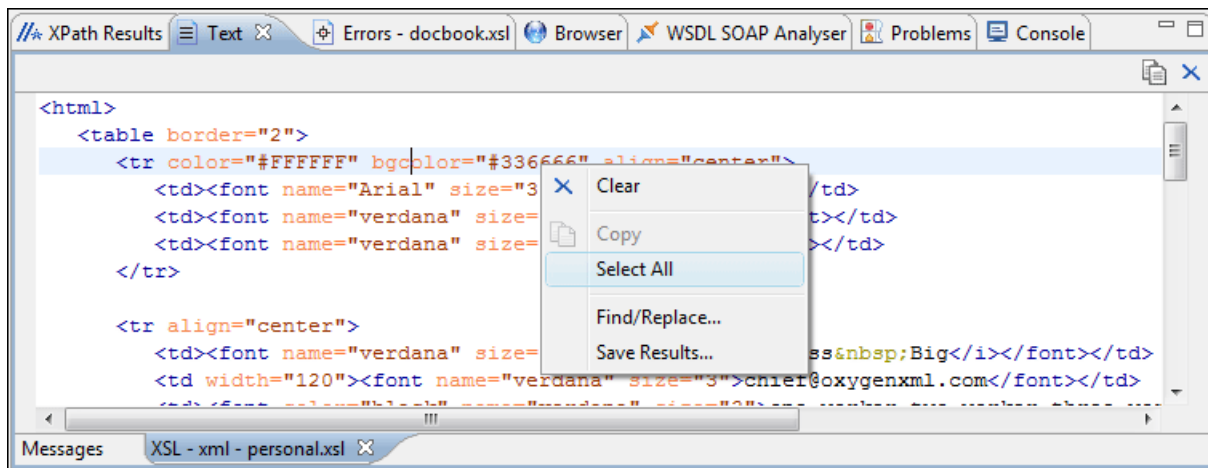 XPath Results Text Errors - docbook.xsl Browser WSDL SOAP Analyser Problems Console
<html>
<table border="2">
<tr color="#FFFFFF" bgcolor="#336666" align="center">
<td><font name="Arial" size="3 /td>
<td><font name="verdana" size= t></td>
<td><font name="verdana" size= ></td>
</tr>
<tr align="center">
<td><font name="verdana" size= ss&nbsp;Big</i></font></td>
<td width="120"><font name="verdana" size="3">chief@oxygenxml.com</font></td>
Clear
Copy
Select All
Find/Replace...
Save Results...
Messages XSL - xml - personal.xsl